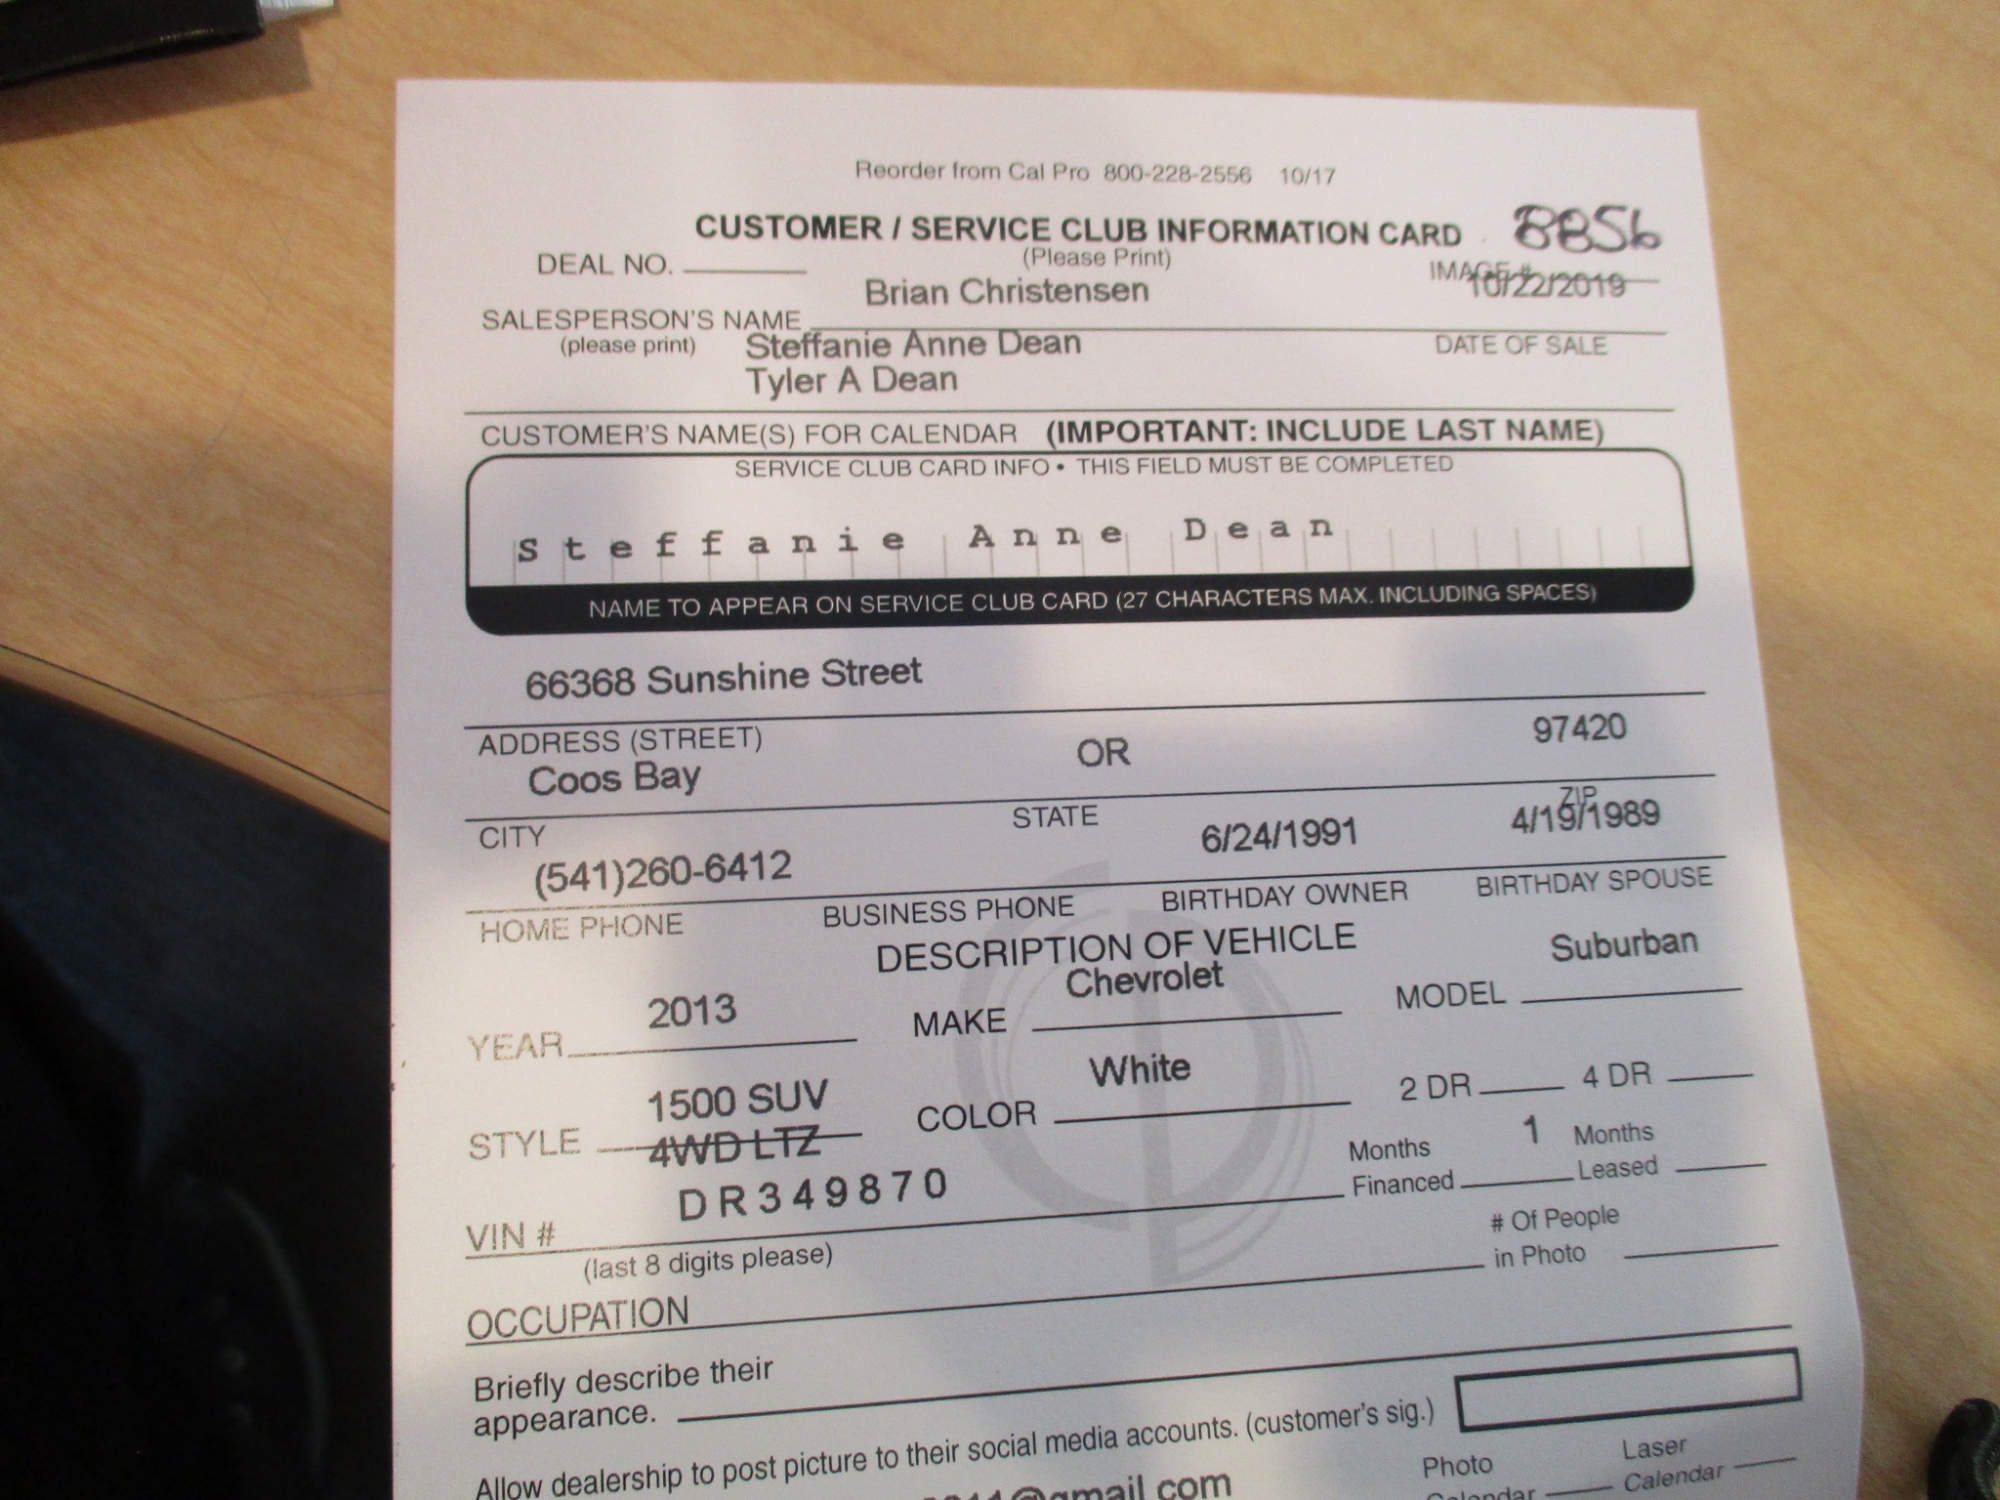 Reorder from Cal Pro 800-228-2556 10/17
CUSTOMER / SERVICE CLUB INFORMATION CARD 8856
DEAL NO. (Please Print) IMAGE #
Brian Christensen 10/22/2019
SALESPERSON'S NAME
(please print) Steffanie Anne Dean DATE OF SALE
Tyler A Dean
CUSTOMER'S NAME(S) FOR CALENDAR (IMPORTANT: INCLUDE LAST NAME)
SERVICE CLUB CARD INFO • THIS FIELD MUST BE COMPLETED
Steffanie Anne Dean
NAME TO APPEAR ON SERVICE CLUB CARD (27 CHARACTERS MAX. INCLUDING SPACES)
66368 Sunshine Street
ADDRESS (STREET) OR 97420
Coos Bay
CITY STATE ZIP
(541)260-6412 6/24/1991 4/19/1989
HOME PHONE BUSINESS PHONE BIRTHDAY OWNER BIRTHDAY SPOUSE
DESCRIPTION OF VEHICLE
2013 Chevrolet Suburban
YEAR MAKE MODEL
1500 SUV White
STYLE 4WD LTZ COLOR 2 DR 4 DR
DR349870 Months Financed 1 Months Leased
VIN #
(last 8 digits please) # Of People in Photo
OCCUPATION
Briefly describe their
appearance.
Allow dealership to post picture to their social media accounts. (customer's sig.)
@gmail.com Photo Calendar Laser Calendar